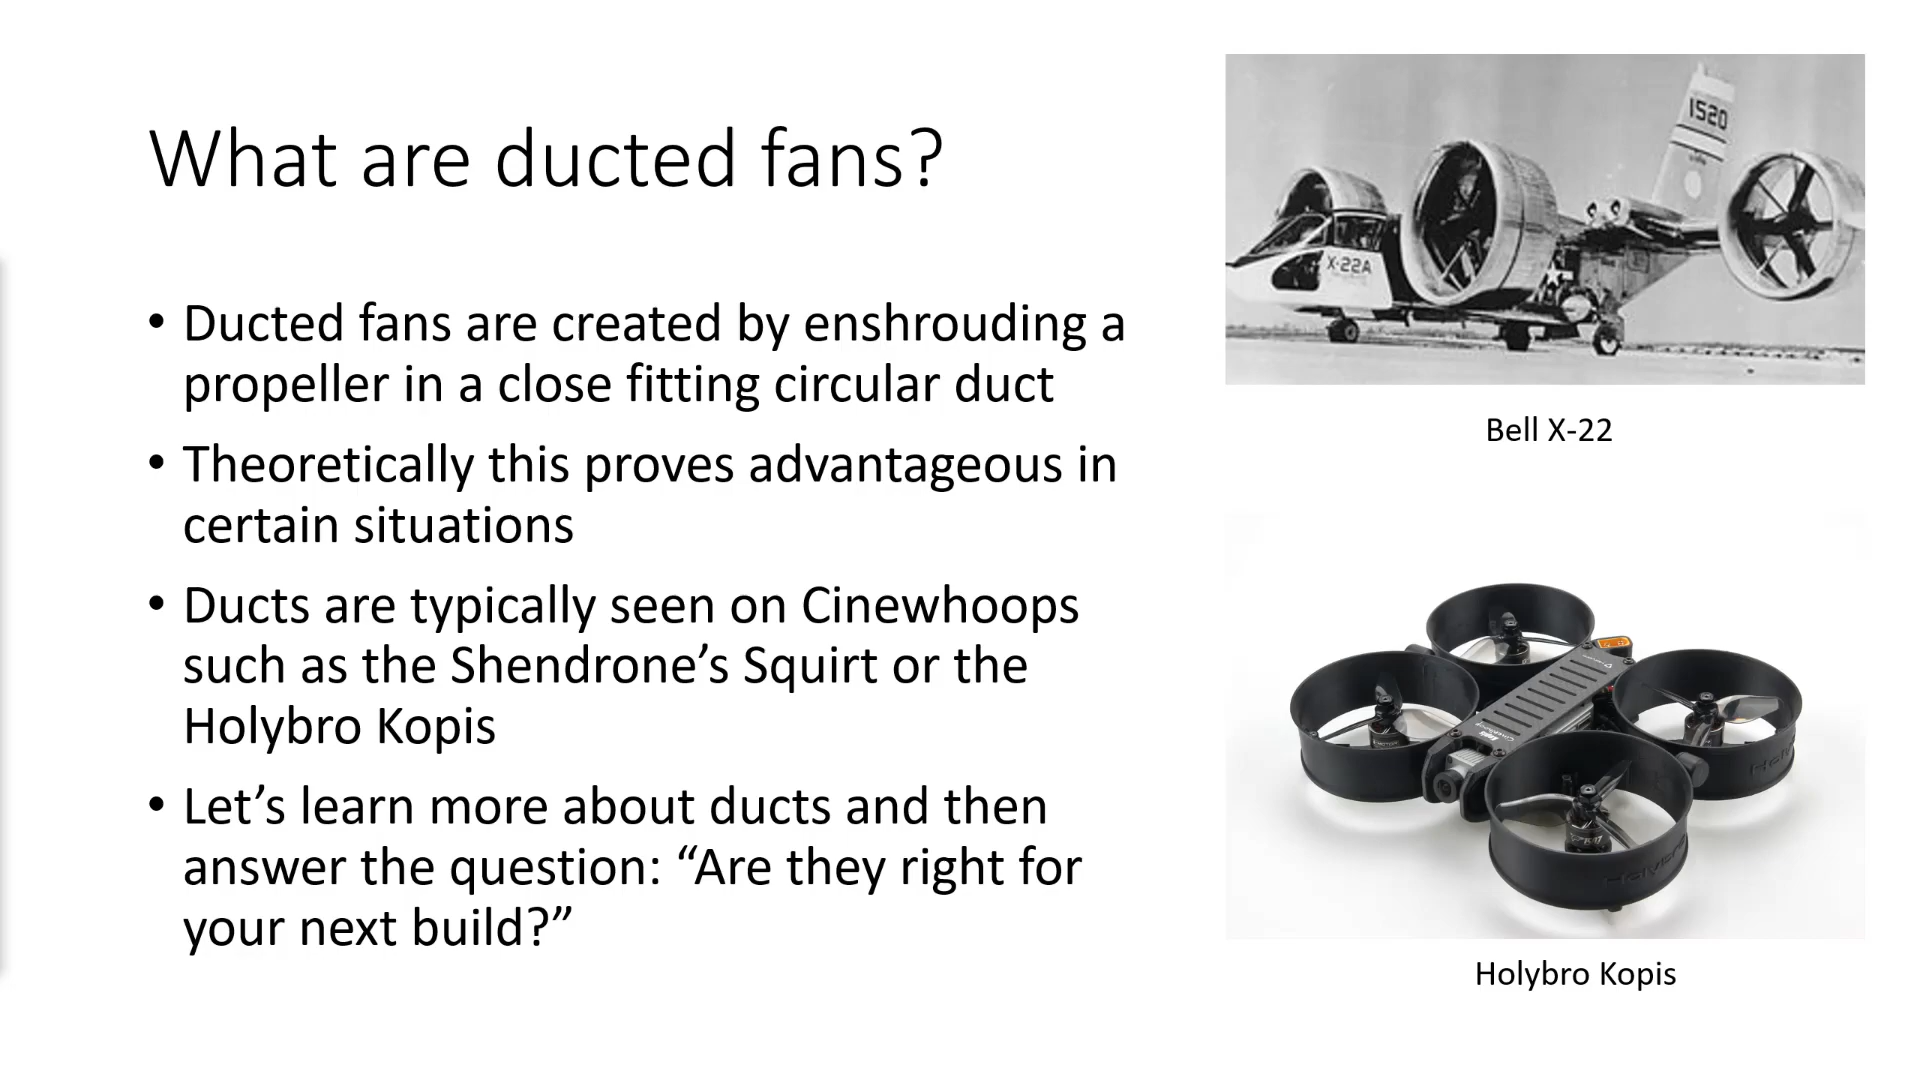 What are ducted fans?
• Ducted fans are created by enshrouding a
propeller in a close fitting circular duct
• Theoretically this proves advantageous in
certain situations
• Ducts are typically seen on Cinewhoops
such as the Shendrone’s Squirt or the
Holybro Kopis
• Let’s learn more about ducts and then
answer the question: “Are they right for
your next build?”
1520
X-22A
Bell X-22
Holybro Kopis